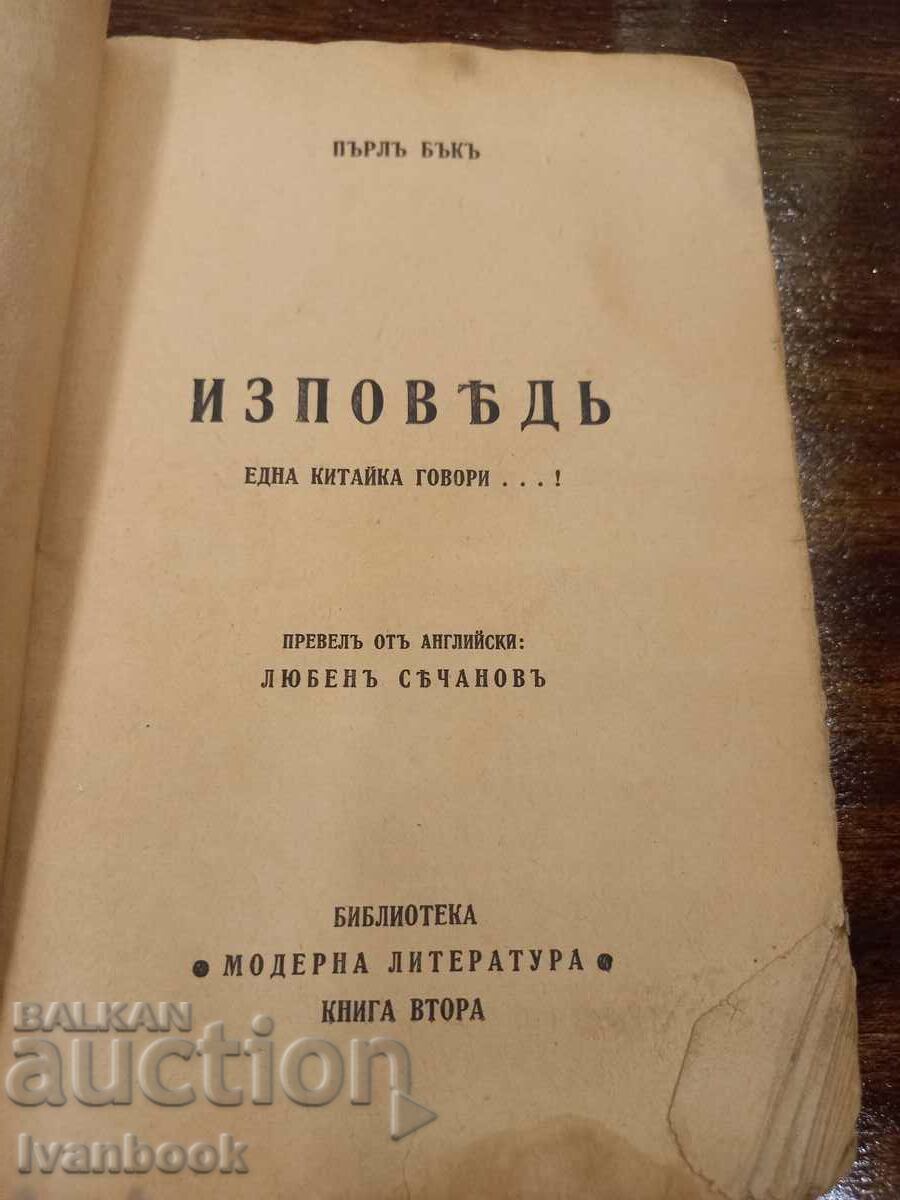 ПЪРЛЪ БЪКЪ
ИЗПОВѢДЬ
ЕДНА КИТАЙКА ГОВОРИ . . . !
ПРЕВЕЛЪ ОТЪ АНГЛИЙСКИ:
ЛЮБЕНЪ СѢЧАНОВЪ
БИБЛИОТЕКА
• МОДЕРНА ЛИТЕРАТУРА •
КНИГА ВТОРА
BALKAN
auction
Ivanbook